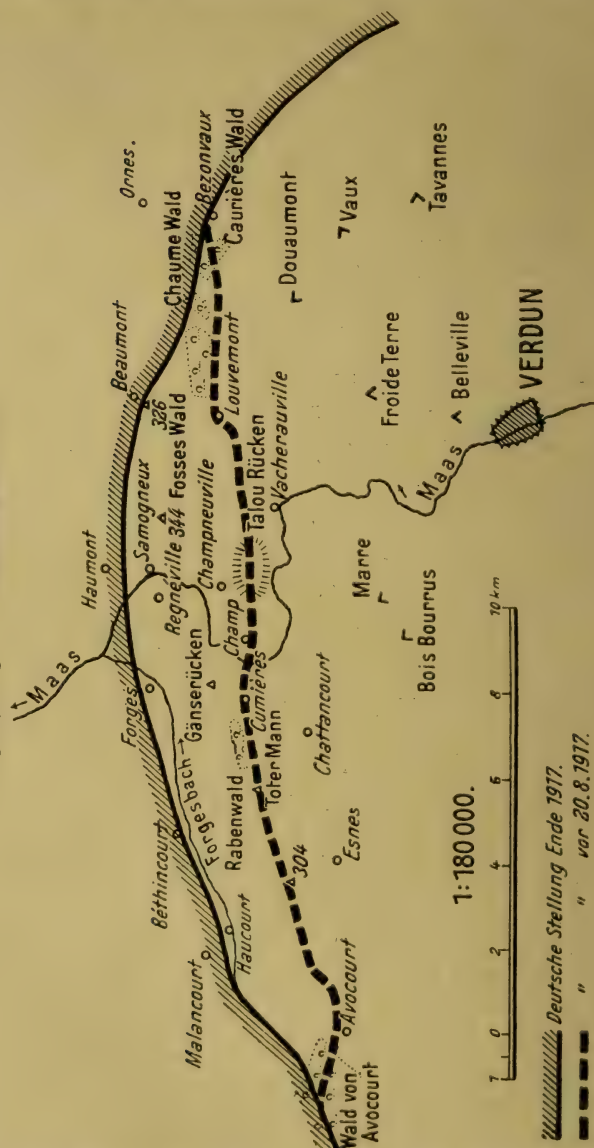 Maas
Ornes.
Haumont
Beaumont
Samogneux
326
Chaume Wald
Bezonvaux
Forges
Regneville
344
Fosses Wald
Caurières Wald
Béthincourt
Forgesbach
Gänserücken
Champneuville
Louvemont
Malancourt
Haucourt
Rabenwald
Cumières
Champ
Talou Rücken
Douaumont
Toter Mann
Vacherauville
304
Chattancourt
Vaux
Esnes
Marre
Froide Terre
Tavannes
Avocourt
Wald von
Avocourt
Bois Bourrus
Maas
Belleville
VERDUN
1:180 000.
1 0 2 4 6 8 10 km
Deutsche Stellung Ende 1917.
" " vor 20.8.1917.